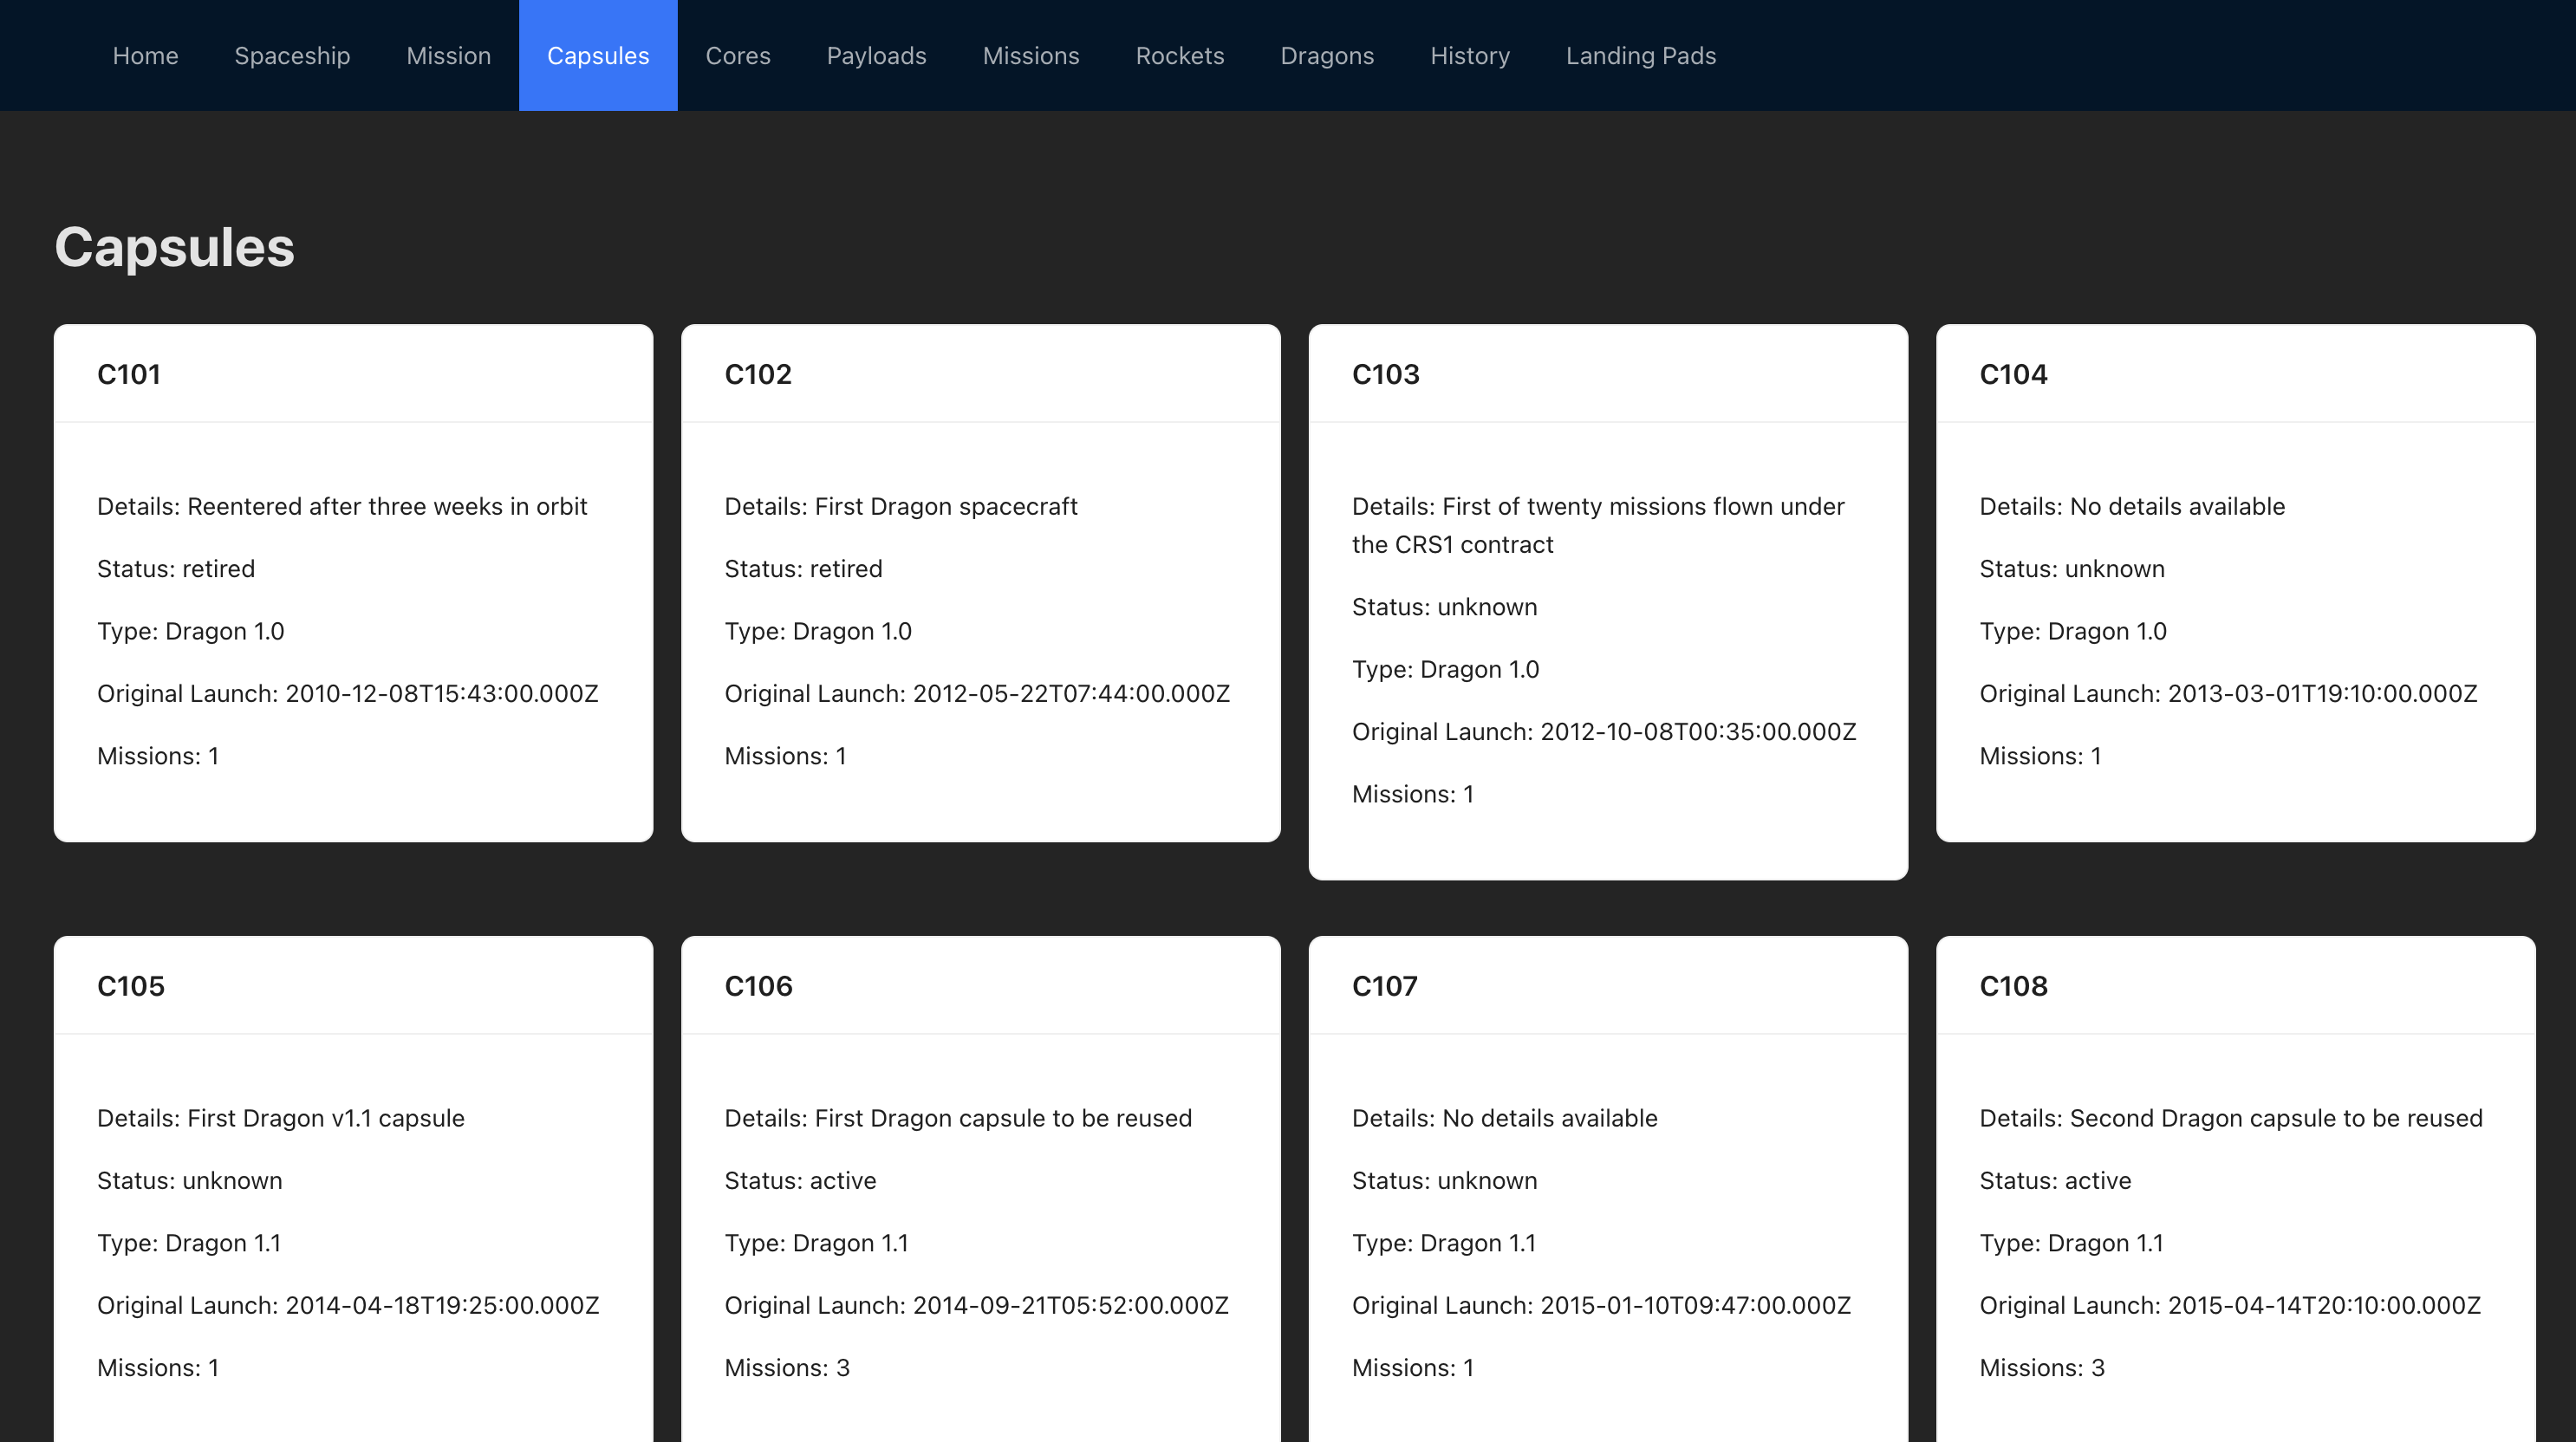 Home Spaceship Mission Capsules Cores Payloads Missions Rockets Dragons History Landing Pads
Capsules
C101
Details: Reentered after three weeks in orbit
Status: retired
Type: Dragon 1.0
Original Launch: 2010-12-08T15:43:00.000Z
Missions: 1
C102
Details: First Dragon spacecraft
Status: retired
Type: Dragon 1.0
Original Launch: 2012-05-22T07:44:00.000Z
Missions: 1
C103
Details: First of twenty missions flown under
the CRS1 contract
Status: unknown
Type: Dragon 1.0
Original Launch: 2012-10-08T00:35:00.000Z
Missions: 1
C104
Details: No details available
Status: unknown
Type: Dragon 1.0
Original Launch: 2013-03-01T19:10:00.000Z
Missions: 1
C105
Details: First Dragon v1.1 capsule
Status: unknown
Type: Dragon 1.1
Original Launch: 2014-04-18T19:25:00.000Z
Missions: 1
C106
Details: First Dragon capsule to be reused
Status: active
Type: Dragon 1.1
Original Launch: 2014-09-21T05:52:00.000Z
Missions: 3
C107
Details: No details available
Status: unknown
Type: Dragon 1.1
Original Launch: 2015-01-10T09:47:00.000Z
Missions: 1
C108
Details: Second Dragon capsule to be reused
Status: active
Type: Dragon 1.1
Original Launch: 2015-04-14T20:10:00.000Z
Missions: 3